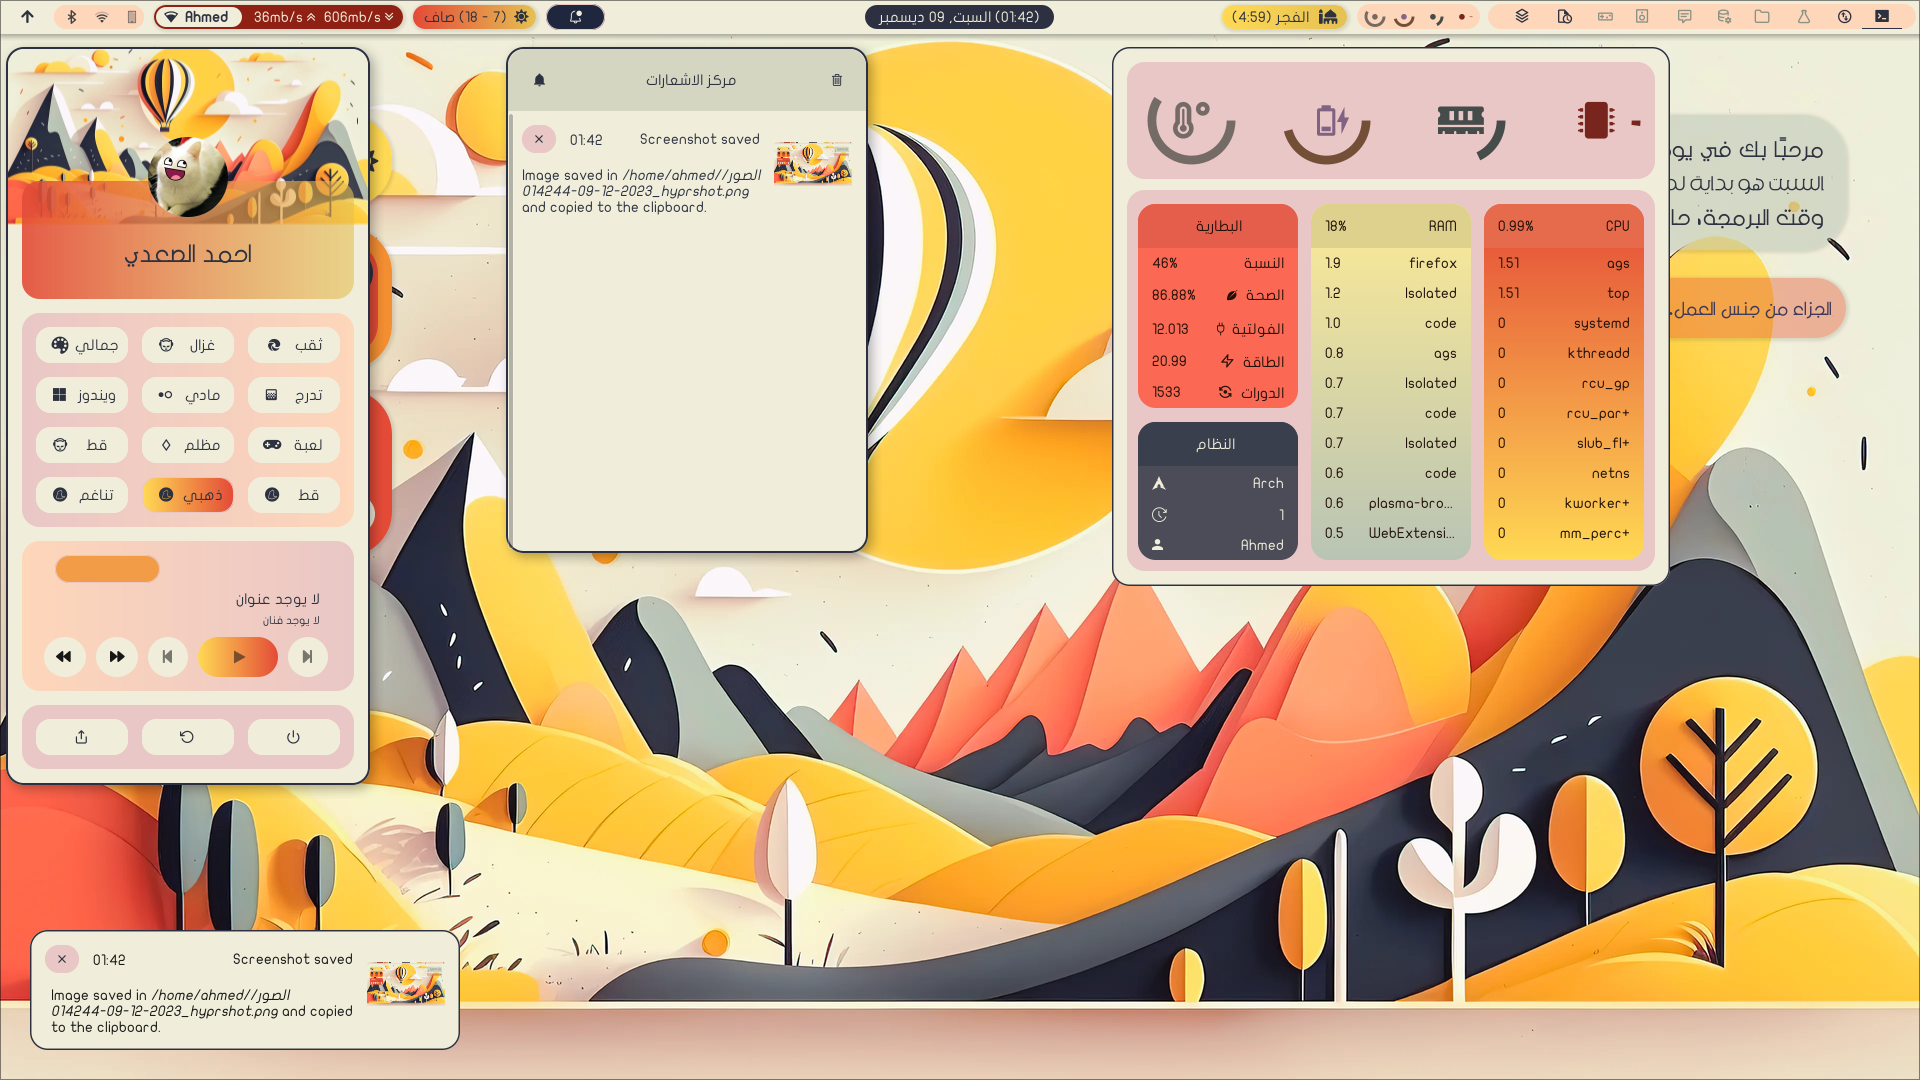 Ahmed
36mb/s
606mb/s
صاف (18 - 7)
(01:42) السبت, 09 ديسمبر
الفجر (4:59)
احمد الصعدي
ثقب
غزال
جمالي
تدرج
مادي
ويندوز
لعبة
مظلم
قط
قط
ذهبي
تناغم
لا يوجد عنوان
لا يوجد فنان
مركز الاشعارات
01:42
Screenshot saved
Image saved in /home/ahmed//الصور
014244-09-12-2023_hyprshot.png
and copied to the clipboard.
البطارية
النسبة 46%
الصحة 86.88%
الفولتية 12.013
الطاقة 20.99
الدورات 1533
النظام
Arch
1
Ahmed
18% RAM
1.9 firefox
1.2 Isolated
1.0 code
0.8 ags
0.7 Isolated
0.7 code
0.7 Isolated
0.6 code
0.6 plasma-bro...
0.5 WebExtensi...
0.99% CPU
1.51 ags
1.51 top
0 systemd
0 kthreadd
0 rcu_gp
0 rcu_par+
0 slub_fl+
0 netns
0 kworker+
0 mm_perc+
مرحبًا بك في
السبت هو بداية
وقت البرمجة،
الجزاء من جنس العمل.
01:42
Screenshot saved
Image saved in /home/ahmed//الصور
014244-09-12-2023_hyprshot.png and copied
to the clipboard.